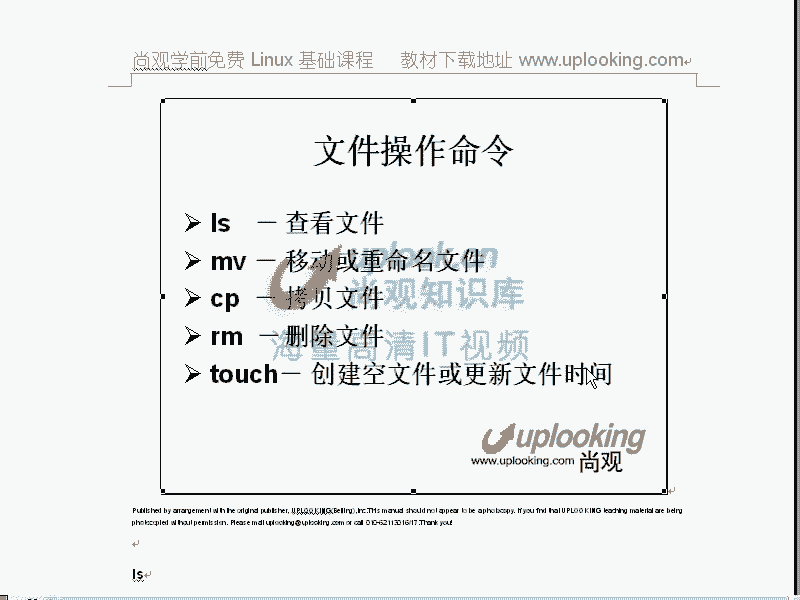 尚观学前免费 Linux 基础课程 教材下载地址 www.uplooking.com
文件操作命令
ls － 查看文件
mv － 移动或重命名文件
cp － 拷贝文件
rm － 删除文件
touch－ 创建空文件或更新文件时间
uplook.cn
尚观知识库
海量高清IT视频
uplooking
www.uplooking.com 尚观
Published by arrangement with the original publisher, UPLOOKING(Beijing),Inc.This manual should not appear to be a photocopy. If you find that UPLOOKING teaching material are being
photocopied without permission. Please mail uplooking@uplooking.com or call 010-62113016/17.Thank you!
ls